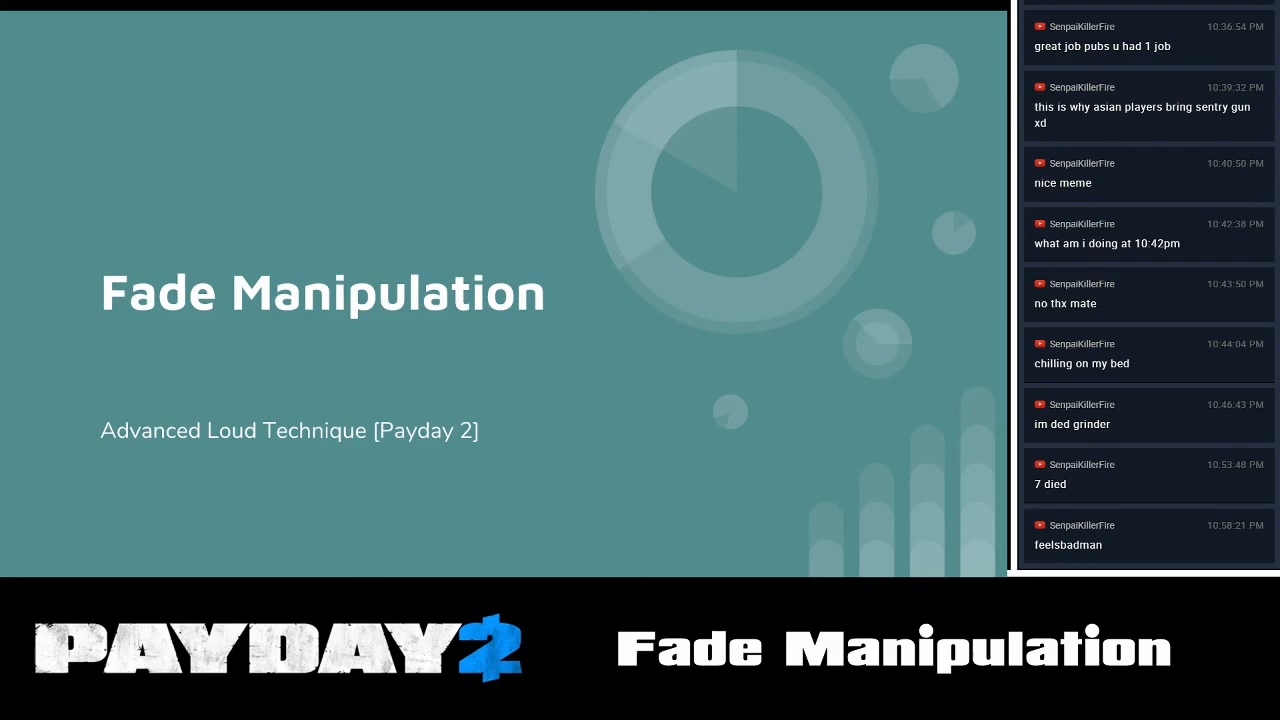 Fade Manipulation
Advanced Loud Technique [Payday 2]
SenpaiKillerFire 10:36:54 PM
great job pubs u had 1 job
SenpaiKillerFire 10:39:32 PM
this is why asian players bring sentry gun
xd
SenpaiKillerFire 10:40:50 PM
nice meme
SenpaiKillerFire 10:42:38 PM
what am i doing at 10:42pm
SenpaiKillerFire 10:43:50 PM
no thx mate
SenpaiKillerFire 10:44:04 PM
chilling on my bed
SenpaiKillerFire 10:46:43 PM
im ded grinder
SenpaiKillerFire 10:53:48 PM
7 died
SenpaiKillerFire 10:58:21 PM
feelsbadman
PAYDAY 2
Fade Manipulation